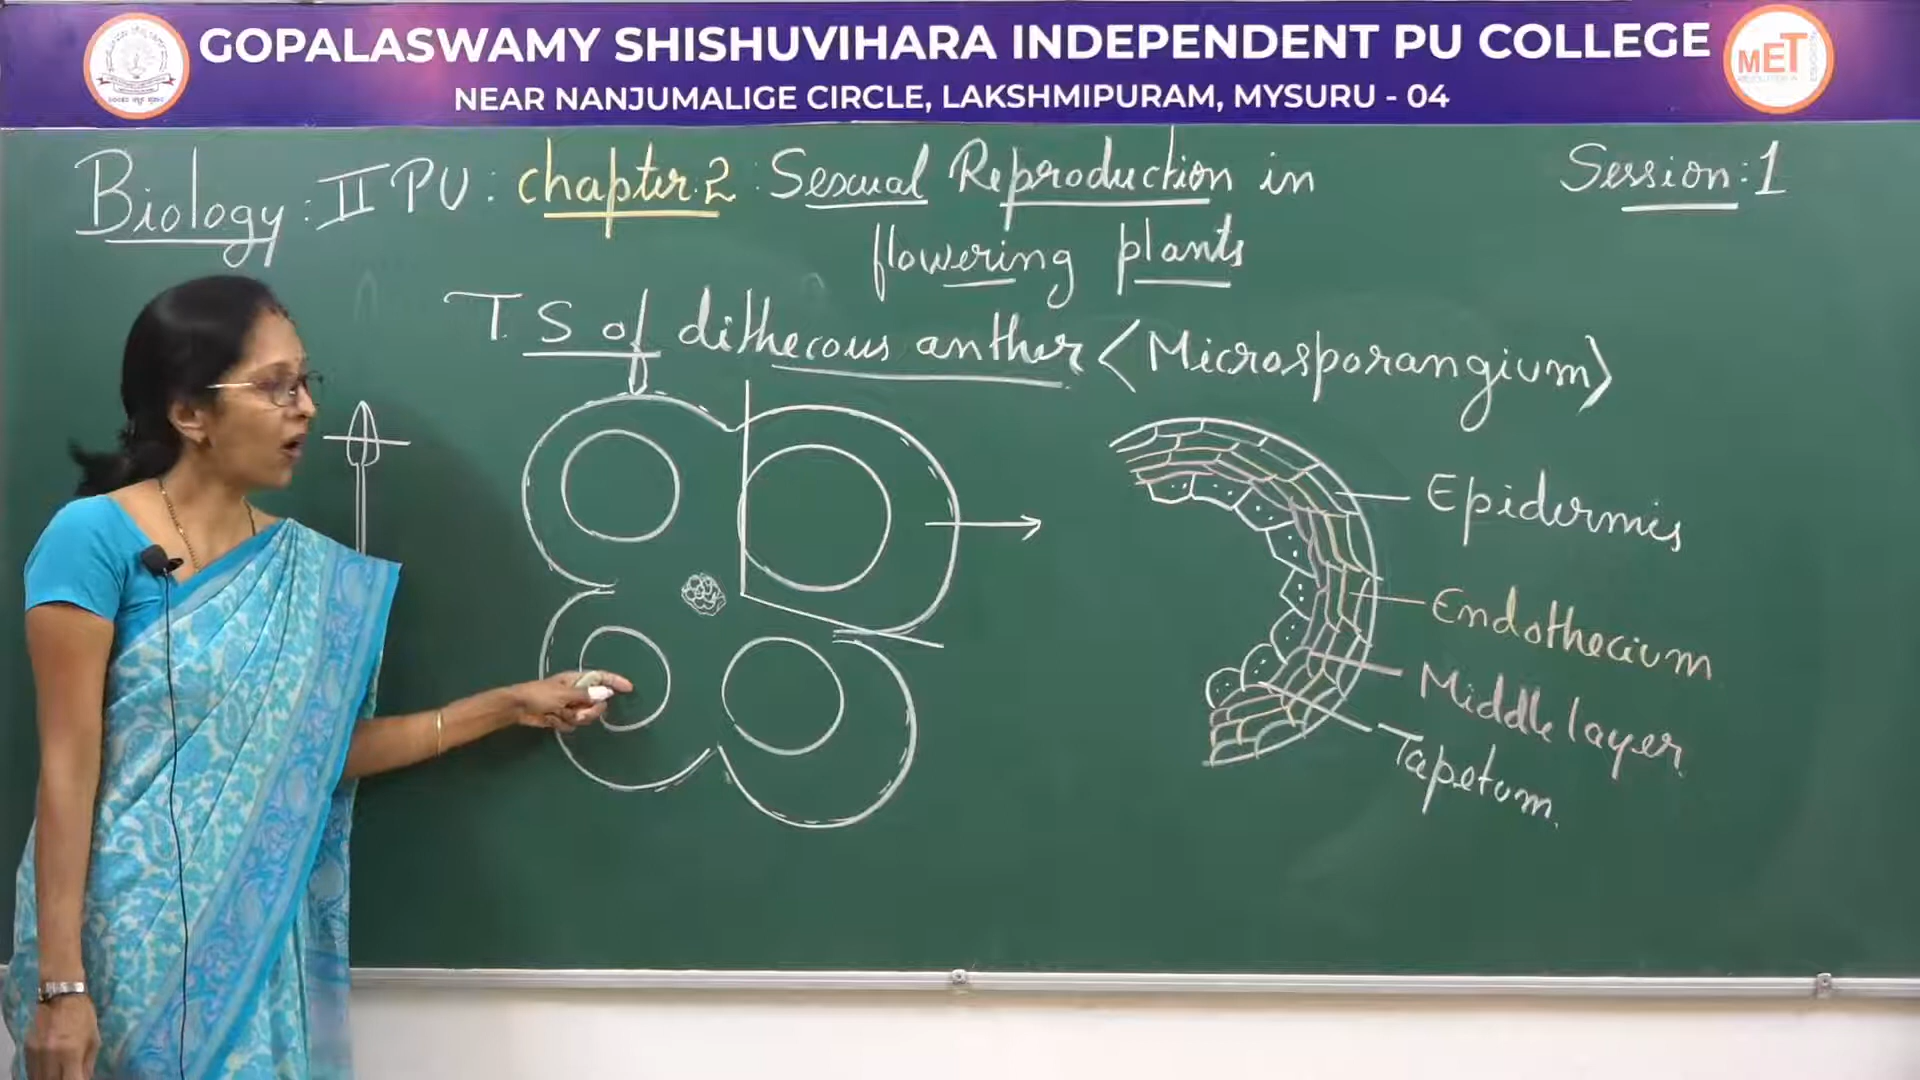 GOPALASWAMY SHISHUVIHARA INDEPENDENT PU COLLEGE
NEAR NANJUMALIGE CIRCLE, LAKSHMIPURAM, MYSURU - 04
MET
Biology: II PU: chapter.2: Sexual Reproduction in
flowering plants
Session: 1
T. S of dithecous anther <Microsporangium>
Epidermis
Endothecium
Middle layer
Tapetum.